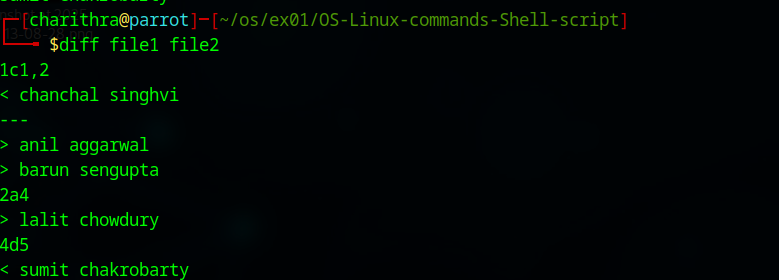 ┌─[charithra@parrot]─[~/os/ex01/OS-Linux-commands-Shell-script]
└──╼ $diff file1 file2
1c1,2
< chanchal singhvi
---
> anil aggarwal
> barun sengupta
2a4
> lalit chowdury
4d5
< sumit chakrobarty